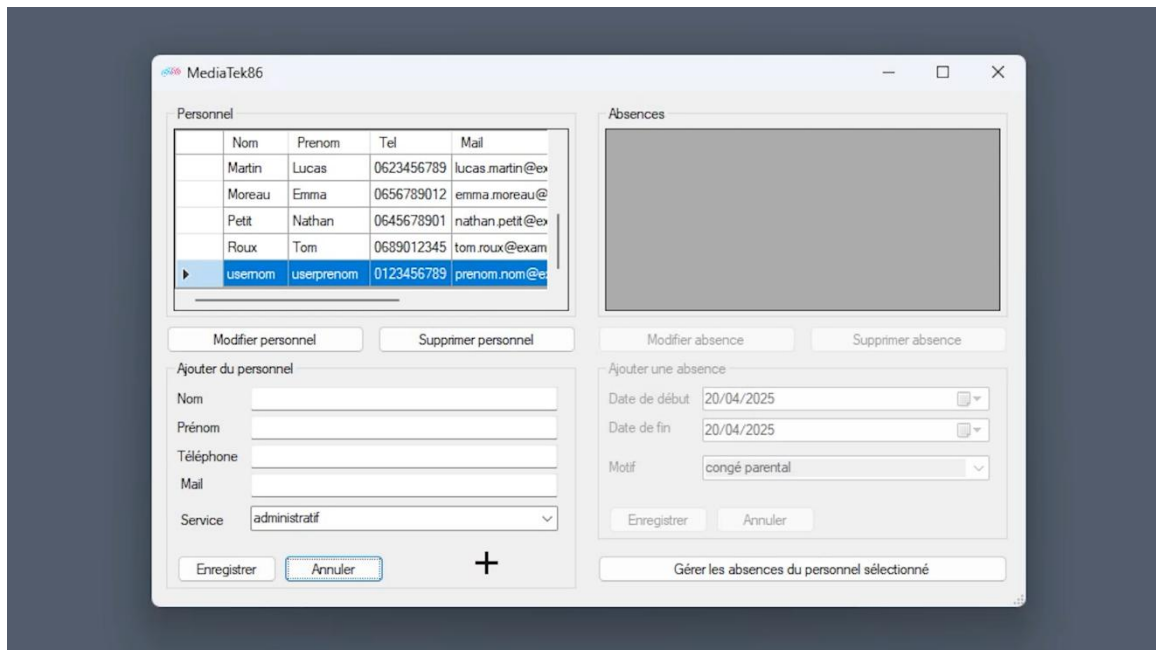 MediaTek86
Personnel
Nom Prenom Tel Mail
Martin Lucas 0623456789 lucas.martin@ex
Moreau Emma 0656789012 emma.moreau@
Petit Nathan 0645678901 nathan.petit@ex
Roux Tom 0689012345 tom.roux@exam
usernom userprenom 0123456789 prenom.nom@e
Modifier personnel Supprimer personnel
Ajouter du personnel
Nom
Prénom
Téléphone
Mail
Service administratif
Enregistrer Annuler
Absences
Modifier absence Supprimer absence
Ajouter une absence
Date de début 20/04/2025
Date de fin 20/04/2025
Motif congé parental
Enregistrer Annuler
Gérer les absences du personnel sélectionné